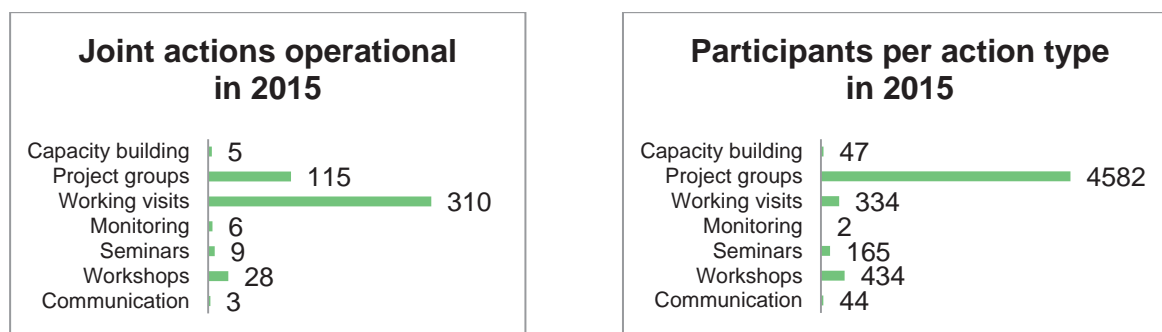 Joint actions operational
in 2015
Capacity building 5
Project groups 115
Working visits 310
Monitoring 6
Seminars 9
Workshops 28
Communication 3
Participants per action type
in 2015
Capacity building 47
Project groups 4582
Working visits 334
Monitoring 2
Seminars 165
Workshops 434
Communication 44